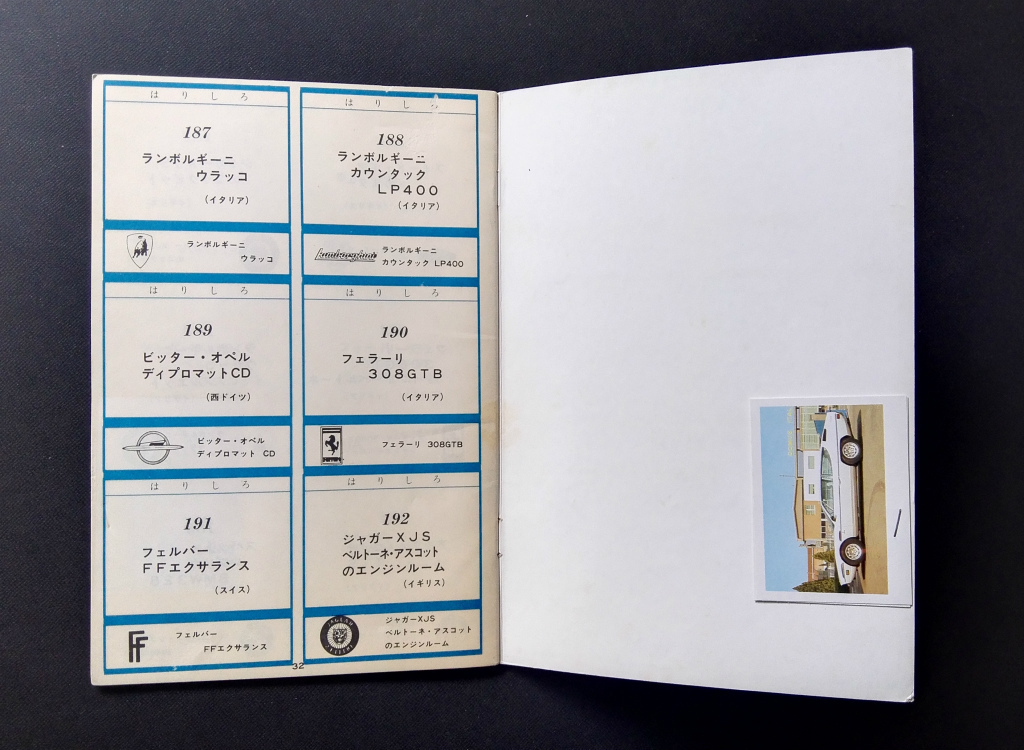 はりしろ
187
ランボルギーニ
ウラッコ
(イタリア)
ランボルギーニ
ウラッコ
はりしろ
188
ランボルギーニ
カウンタック
LP400
(イタリア)
Lamborghini
ランボルギーニ
カウンタック LP400
はりしろ
189
ビッター・オペル
ディプロマットCD
(西ドイツ)
ビッター・オペル
ディプロマット CD
はりしろ
190
フェラーリ
308GTB
(イタリア)
フェラーリ 308GTB
はりしろ
191
フェルバー
FFエクサランス
(スイス)
FF
フェルバー
FFエクサランス
はりしろ
192
ジャガーXJS
ベルトーネ・アスコット
のエンジンルーム
(イギリス)
JAGUAR
ジャガーXJS
ベルトーネ・アスコット
のエンジンルーム
32